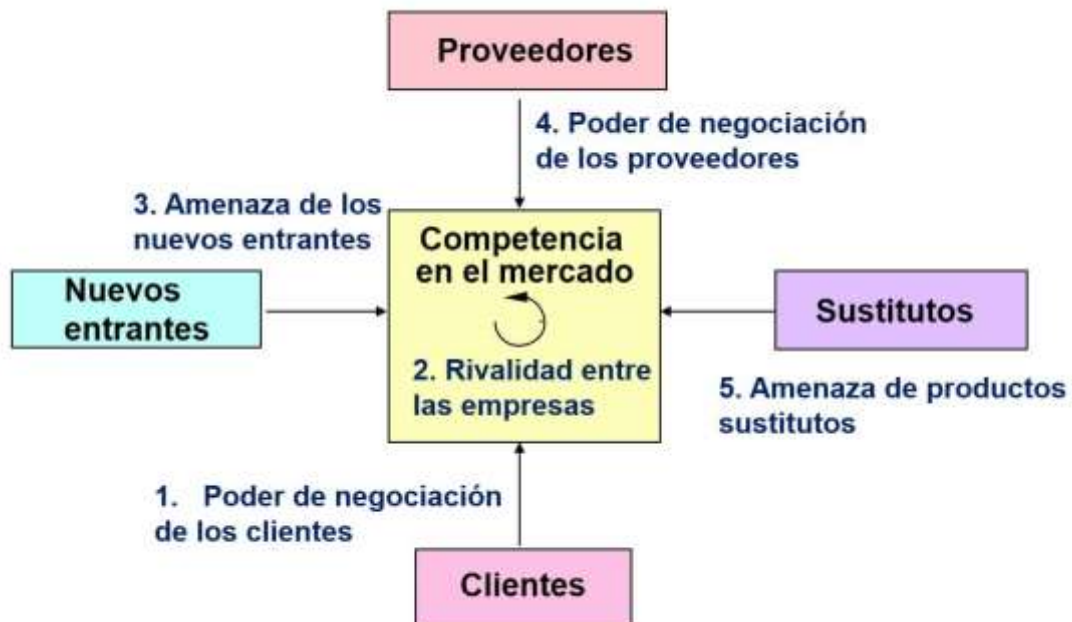 Proveedores
4. Poder de negociación
de los proveedores
3. Amenaza de los
nuevos entrantes
Competencia
en el mercado
Nuevos
entrantes
Sustitutos
2. Rivalidad entre
las empresas
5. Amenaza de productos
sustitutos
1. Poder de negociación
de los clientes
Clientes